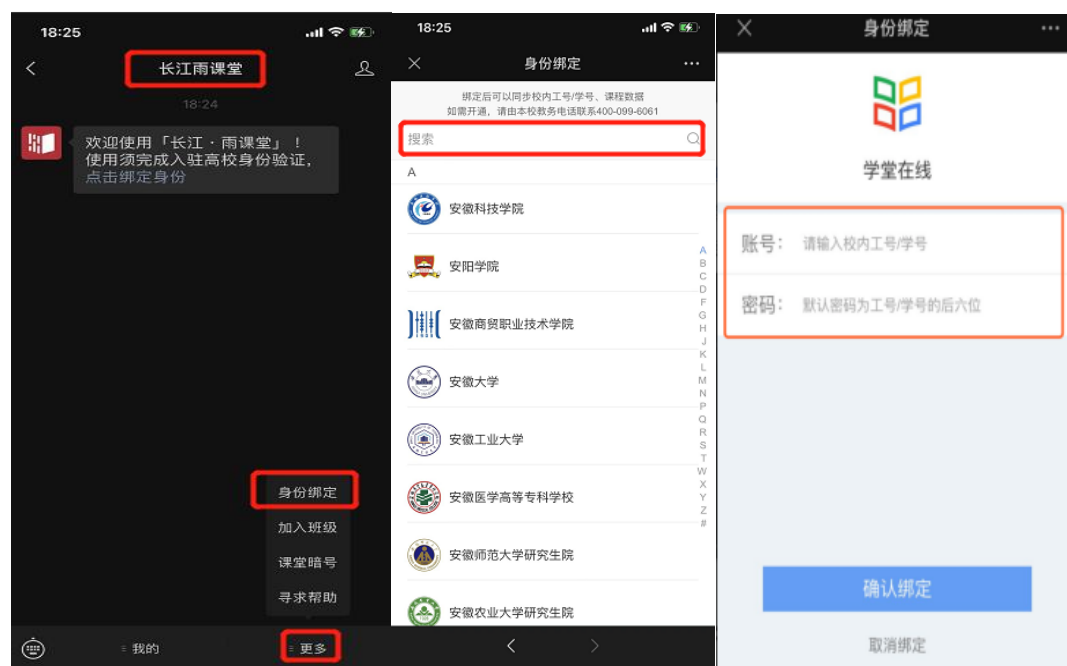 18:25
长江雨课堂
18:24
欢迎使用「长江·雨课堂」！
使用须完成入驻高校身份验证，
点击绑定身份
身份绑定
加入班级
课堂暗号
寻求帮助
我的
更多
18:25
身份绑定
绑定后可以同步校内工号/学号、课程数据
如需开通，请由本校教务电话联系400-099-6061
搜索
A
安徽科技学院
安阳学院
安徽商贸职业技术学院
安徽大学
安徽工业大学
安徽医学高等专科学校
安徽师范大学研究生院
安徽农业大学研究生院
A
B
C
D
F
G
H
J
K
L
M
N
P
Q
R
S
T
W
X
Y
Z
#
身份绑定
学堂在线
账号： 请输入校内工号/学号
密码： 默认密码为工号/学号的后六位
确认绑定
取消绑定